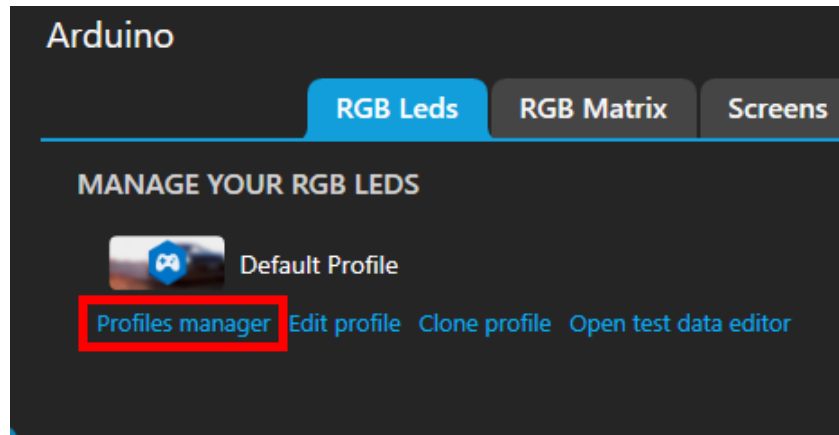 Arduino
RGB Leds RGB Matrix Screens
MANAGE YOUR RGB LEDS
Default Profile
Profiles manager Edit profile Clone profile Open test data editor